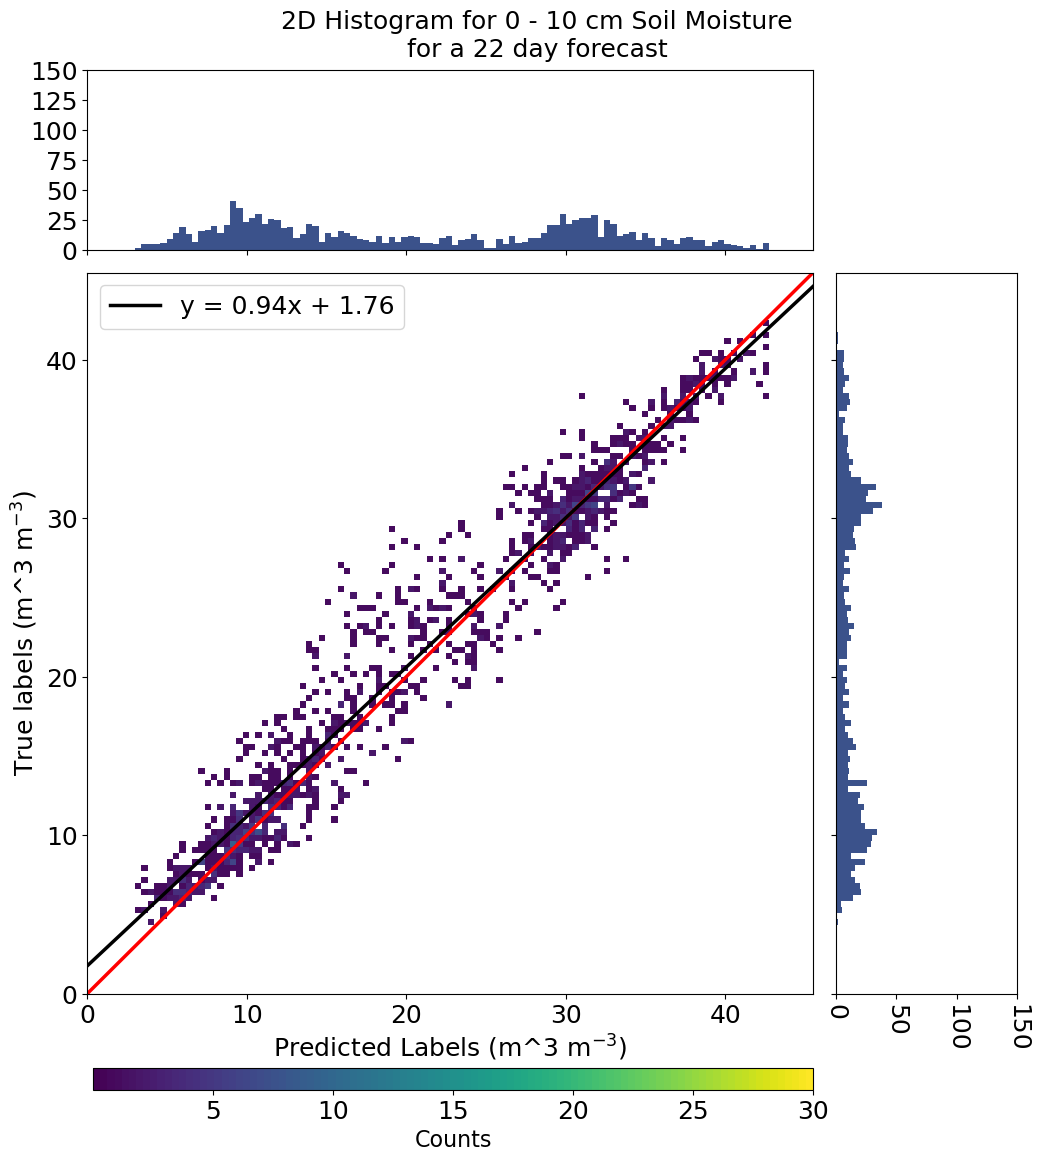 2D Histogram for 0 - 10 cm Soil Moisture
for a 22 day forecast
150
125
100
75
50
25
0
y = 0.94x + 1.76
True labels (m^3 m⁻³)
40
30
20
10
0
0 10 20 30 40
Predicted Labels (m^3 m⁻³)
0 50 100 150
5 10 15 20 25 30
Counts